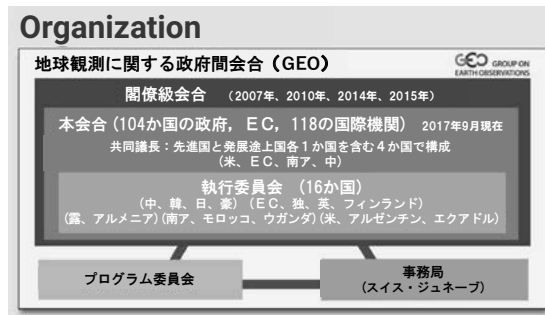 Organization
地球観測に関する政府間会合（GEO）
GEO GROUP ON
EARTH OBSERVATIONS
閣僚級会合 （2007年、2010年、2014年、2015年）
本会合（104か国の政府，ＥＣ，118の国際機関） 2017年9月現在
共同議長：先進国と発展途上国各１か国を含む４か国で構成
（米、ＥＣ、南ア、中）
執行委員会 （16か国）
（中、韓、日、豪）（ＥＣ、独、英、フィンランド）
（露、アルメニア）（南ア、モロッコ、ウガンダ）（米、アルゼンチン、エクアドル）
プログラム委員会
事務局
（スイス・ジュネーブ）